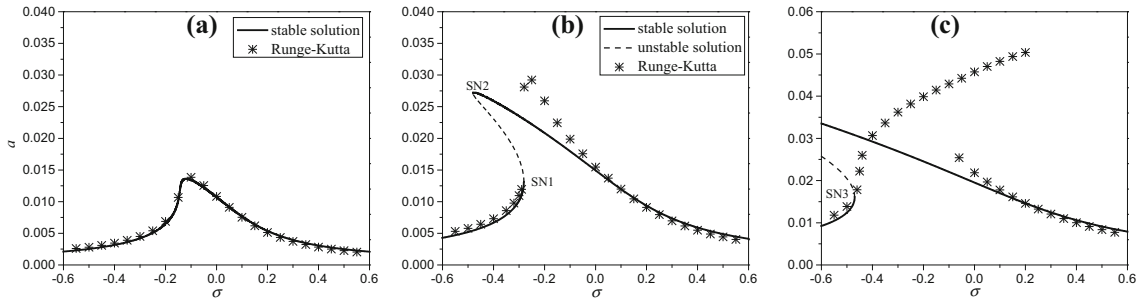 (a)
stable solution
Runge-Kutta
0.040
0.035
0.030
0.025
0.020
0.015
0.010
0.005
0.000
a
-0.6 -0.4 -0.2 0.0 0.2 0.4 0.6
σ
(b)
stable solution
unstable solution
Runge-Kutta
SN2
SN1
0.040
0.035
0.030
0.025
0.020
0.015
0.010
0.005
0.000
-0.6 -0.4 -0.2 0.0 0.2 0.4 0.6
σ
(c)
SN3
0.06
0.05
0.04
0.03
0.02
0.01
0.00
-0.6 -0.4 -0.2 0.0 0.2 0.4 0.6
σ